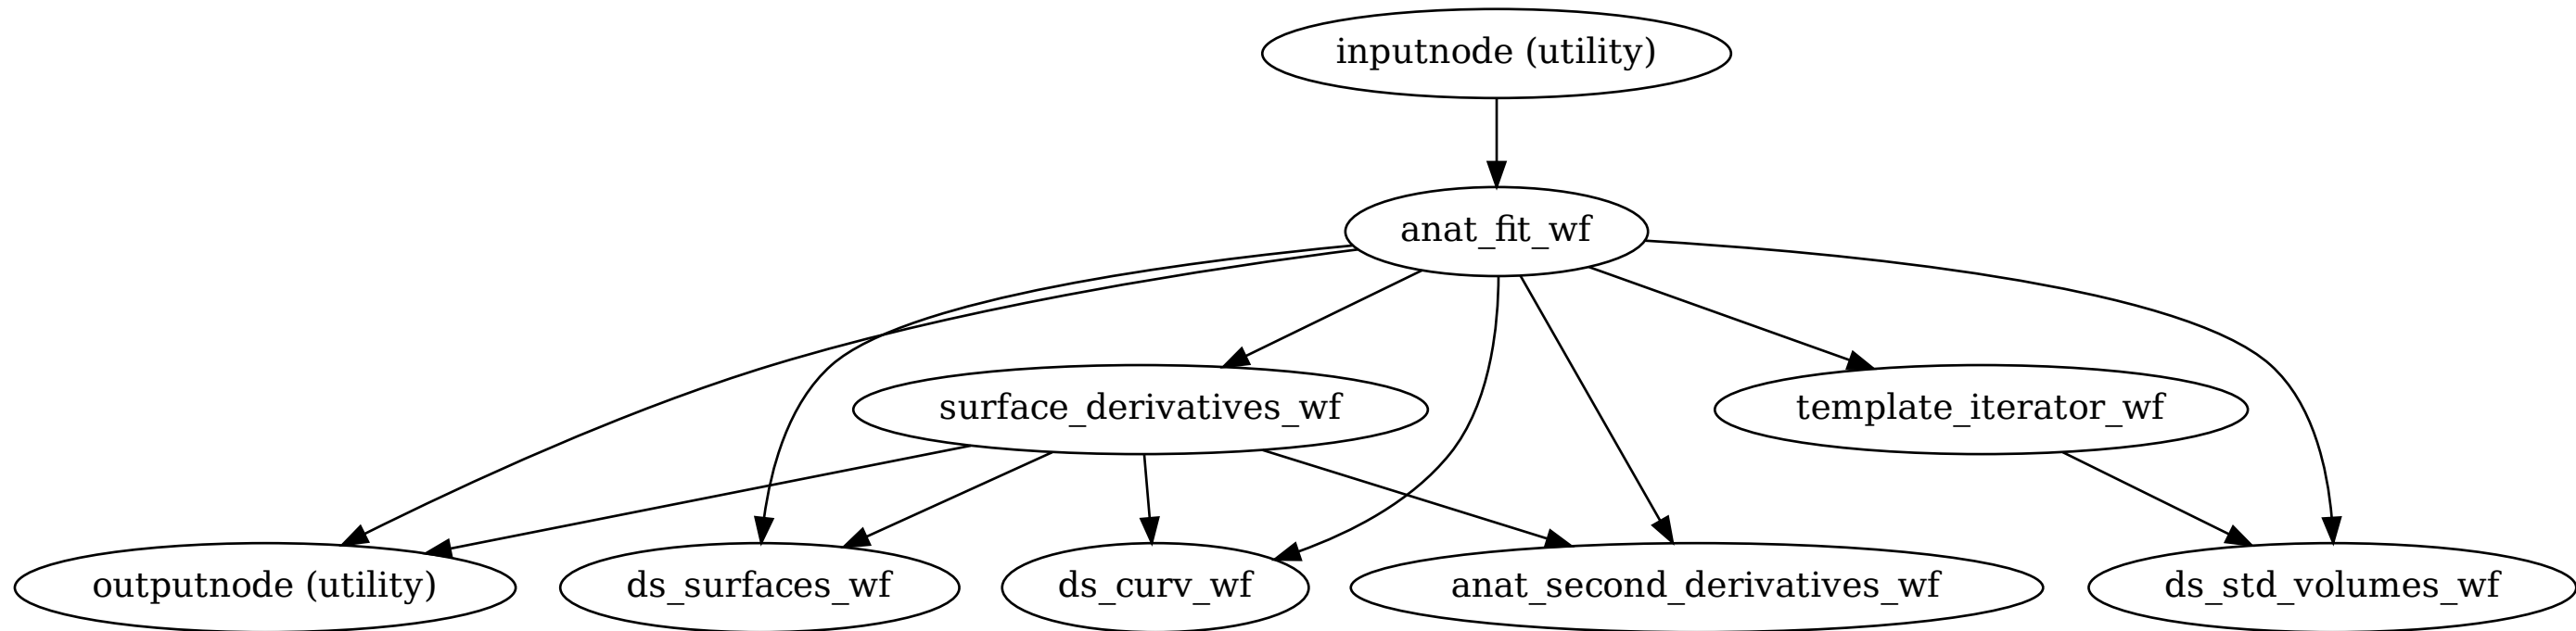 inputnode (utility)
anat_fit_wf
surface_derivatives_wf
template_iterator_wf
outputnode (utility)
ds_surfaces_wf
ds_curv_wf
anat_second_derivatives_wf
ds_std_volumes_wf